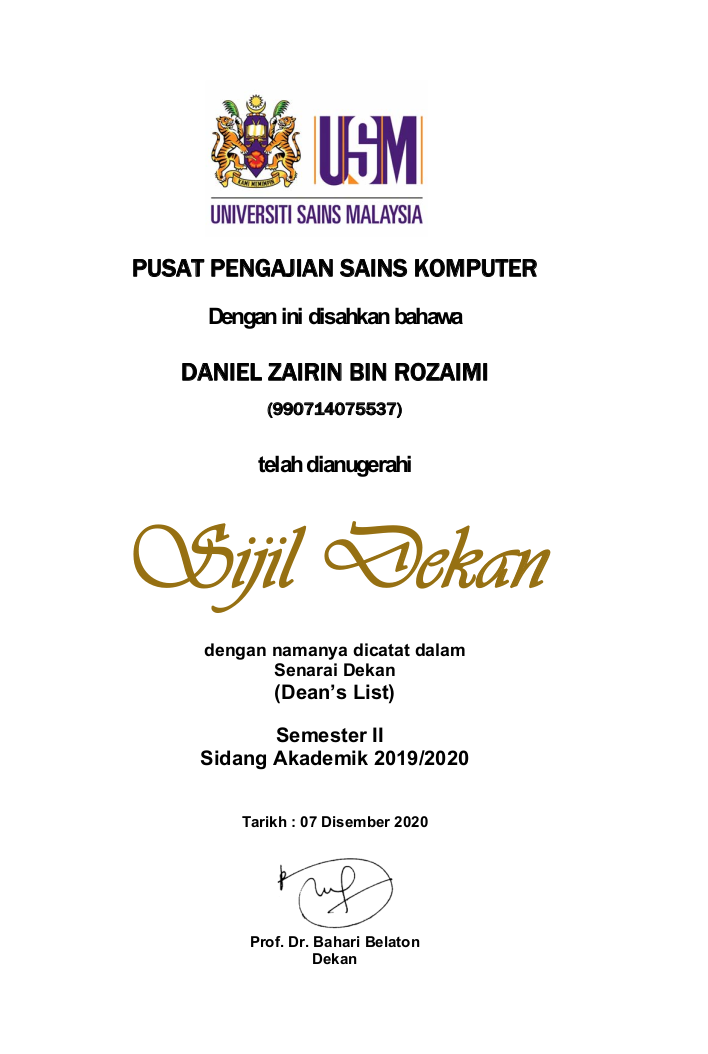 KAMI MEMIMPIN
USM
UNIVERSITI SAINS MALAYSIA
PUSAT PENGAJIAN SAINS KOMPUTER
Dengan ini disahkan bahawa
DANIEL ZAIRIN BIN ROZAIMI
(990714075537)
telah dianugerahi
Sijil Dekan
dengan namanya dicatat dalam
Senarai Dekan
(Dean's List)
Semester II
Sidang Akademik 2019/2020
Tarikh : 07 Disember 2020
Prof. Dr. Bahari Belaton
Dekan